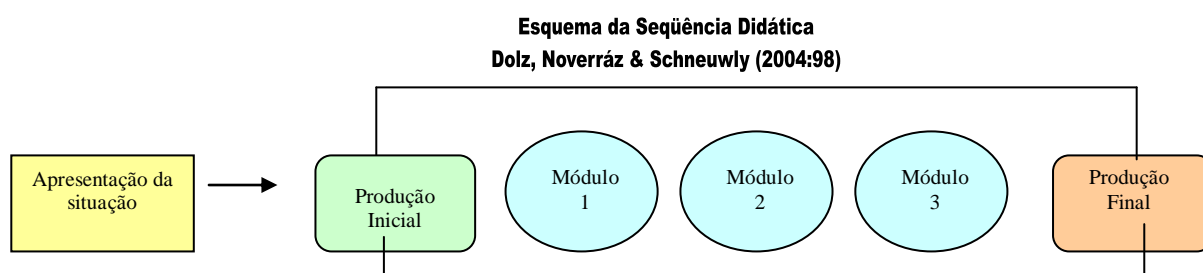 Esquema da Seqüência Didática
Dolz, Noverráz & Schneuwly (2004:98)
Apresentação da
situação
Produção
Inicial
Módulo
1
Módulo
2
Módulo
3
Produção
Final